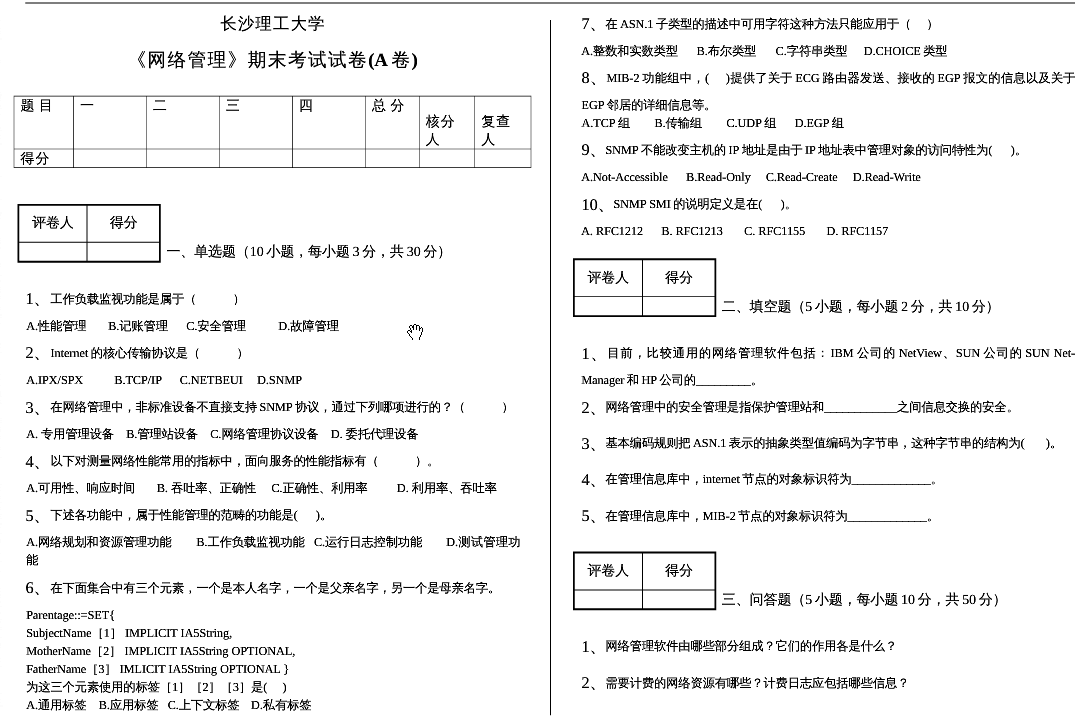 长沙理工大学
《网络管理》期末考试试卷(A 卷)
题 目 一 二 三 四 总 分 核分人 复查人
得分
评卷人 得分
一、单选题（10 小题，每小题 3 分，共 30 分）
1、 工作负载监视功能是属于（ ）
A.性能管理 B.记账管理 C.安全管理 D.故障管理
2、 Internet 的核心传输协议是（ ）
A.IPX/SPX B.TCP/IP C.NETBEUI D.SNMP
3、 在网络管理中，非标准设备不直接支持 SNMP 协议，通过下列哪项进行的？（ ）
A. 专用管理设备 B.管理站设备 C.网络管理协议设备 D. 委托代理设备
4、 以下对测量网络性能常用的指标中，面向服务的性能指标有（ ）。
A.可用性、响应时间 B. 吞吐率、正确性 C.正确性、利用率 D. 利用率、吞吐率
5、 下述各功能中，属于性能管理的范畴的功能是( )。
A.网络规划和资源管理功能 B.工作负载监视功能 C.运行日志控制功能 D.测试管理功
能
6、 在下面集合中有三个元素，一个是本人名字，一个是父亲名字，另一个是母亲名字。
Parentage::=SET{
SubjectName［1］ IMPLICIT IA5String,
MotherName［2］ IMPLICIT IA5String OPTIONAL,
FatherName［3］ IMLICIT IA5String OPTIONAL }
为这三个元素使用的标签［1］［2］［3］是( )
A.通用标签 B.应用标签 C.上下文标签 D.私有标签
7、 在 ASN.1 子类型的描述中可用字符这种方法只能应用于（ ）
A.整数和实数类型 B.布尔类型 C.字符串类型 D.CHOICE 类型
8、 MIB-2 功能组中，( )提供了关于 ECG 路由器发送、接收的 EGP 报文的信息以及关于
EGP 邻居的详细信息等。
A.TCP 组 B.传输组 C.UDP 组 D.EGP 组
9、 SNMP 不能改变主机的 IP 地址是由于 IP 地址表中管理对象的访问特性为( )。
A.Not-Accessible B.Read-Only C.Read-Create D.Read-Write
10、 SNMP SMI 的说明定义是在( )。
A. RFC1212 B. RFC1213 C. RFC1155 D. RFC1157
评卷人 得分
二、填空题（5 小题，每小题 2 分，共 10 分）
1、 目前，比较通用的网络管理软件包括：IBM 公司的 NetView、SUN 公司的 SUN Net-
Manager 和 HP 公司的_________。
2、 网络管理中的安全管理是指保护管理站和____________之间信息交换的安全。
3、 基本编码规则把 ASN.1 表示的抽象类型值编码为字节串，这种字节串的结构为( )。
4、 在管理信息库中，internet 节点的对象标识符为_____________。
5、 在管理信息库中，MIB-2 节点的对象标识符为_____________。
评卷人 得分
三、问答题（5 小题，每小题 10 分，共 50 分）
1、 网络管理软件由哪些部分组成？它们的作用各是什么？
2、 需要计费的网络资源有哪些？计费日志应包括哪些信息？